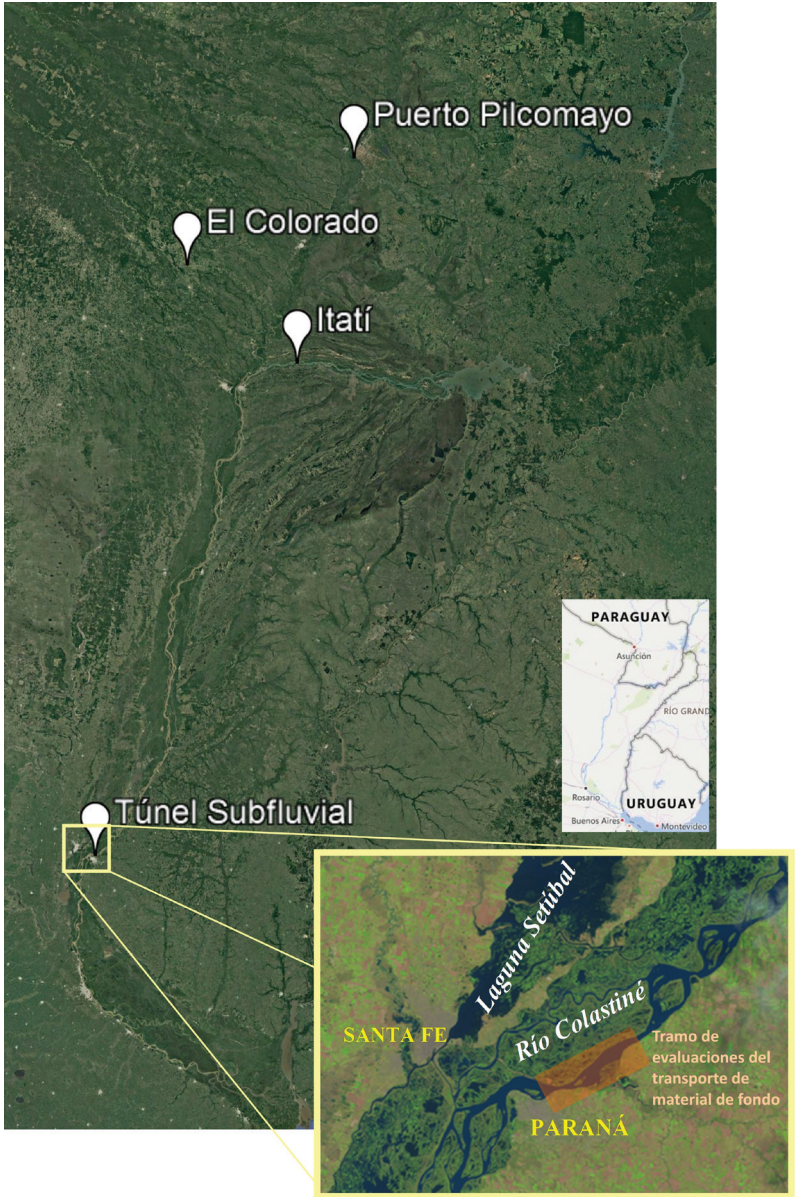 Puerto Pilcomayo
El Colorado
Itatí
PARAGUAY
Asunción
RÍO GRAND
Rosario
URUGUAY
Buenos Aires
Montevideo
Túnel Subfluvial
Laguna Setúbal
SANTA FE
Río Colastiné
Tramo de
evaluaciones del
transporte de
material de fondo
PARANÁ